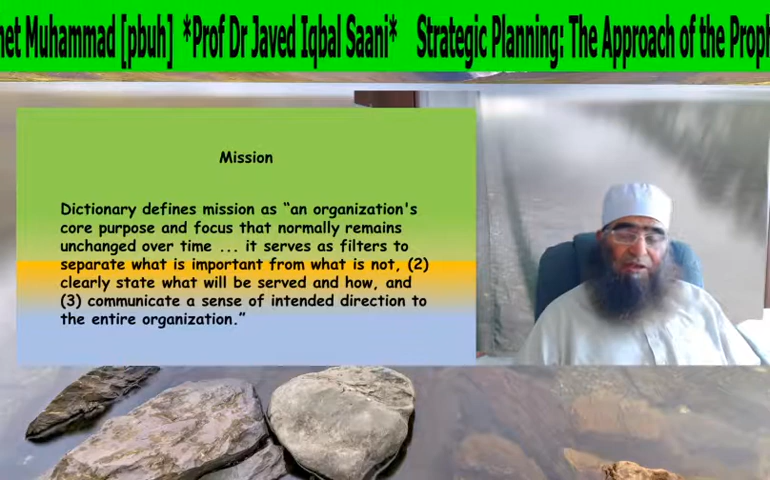 het Muhammad [pbuh] *Prof Dr Javed Iqbal Saani* Strategic Planning: The Approach of the Proph
Mission
Dictionary defines mission as “an organization's
core purpose and focus that normally remains
unchanged over time ... it serves as filters to
separate what is important from what is not, (2)
clearly state what will be served and how, and
(3) communicate a sense of intended direction to
the entire organization.”